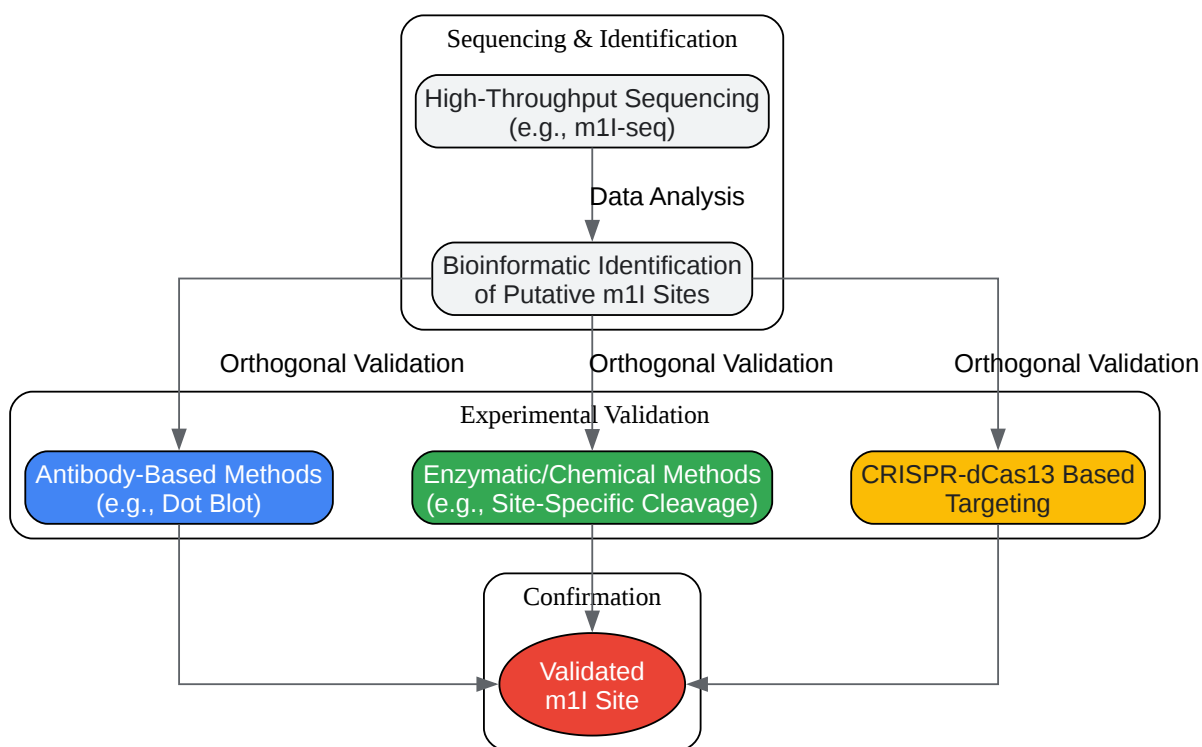 Sequencing & Identification
High-Throughput Sequencing
(e.g., m1I-seq)
Data Analysis
Bioinformatic Identification
of Putative m1I Sites
Orthogonal Validation
Orthogonal Validation
Orthogonal Validation
Experimental Validation
Antibody-Based Methods
(e.g., Dot Blot)
Enzymatic/Chemical Methods
(e.g., Site-Specific Cleavage)
CRISPR-dCas13 Based
Targeting
Confirmation
Validated
m1I Site